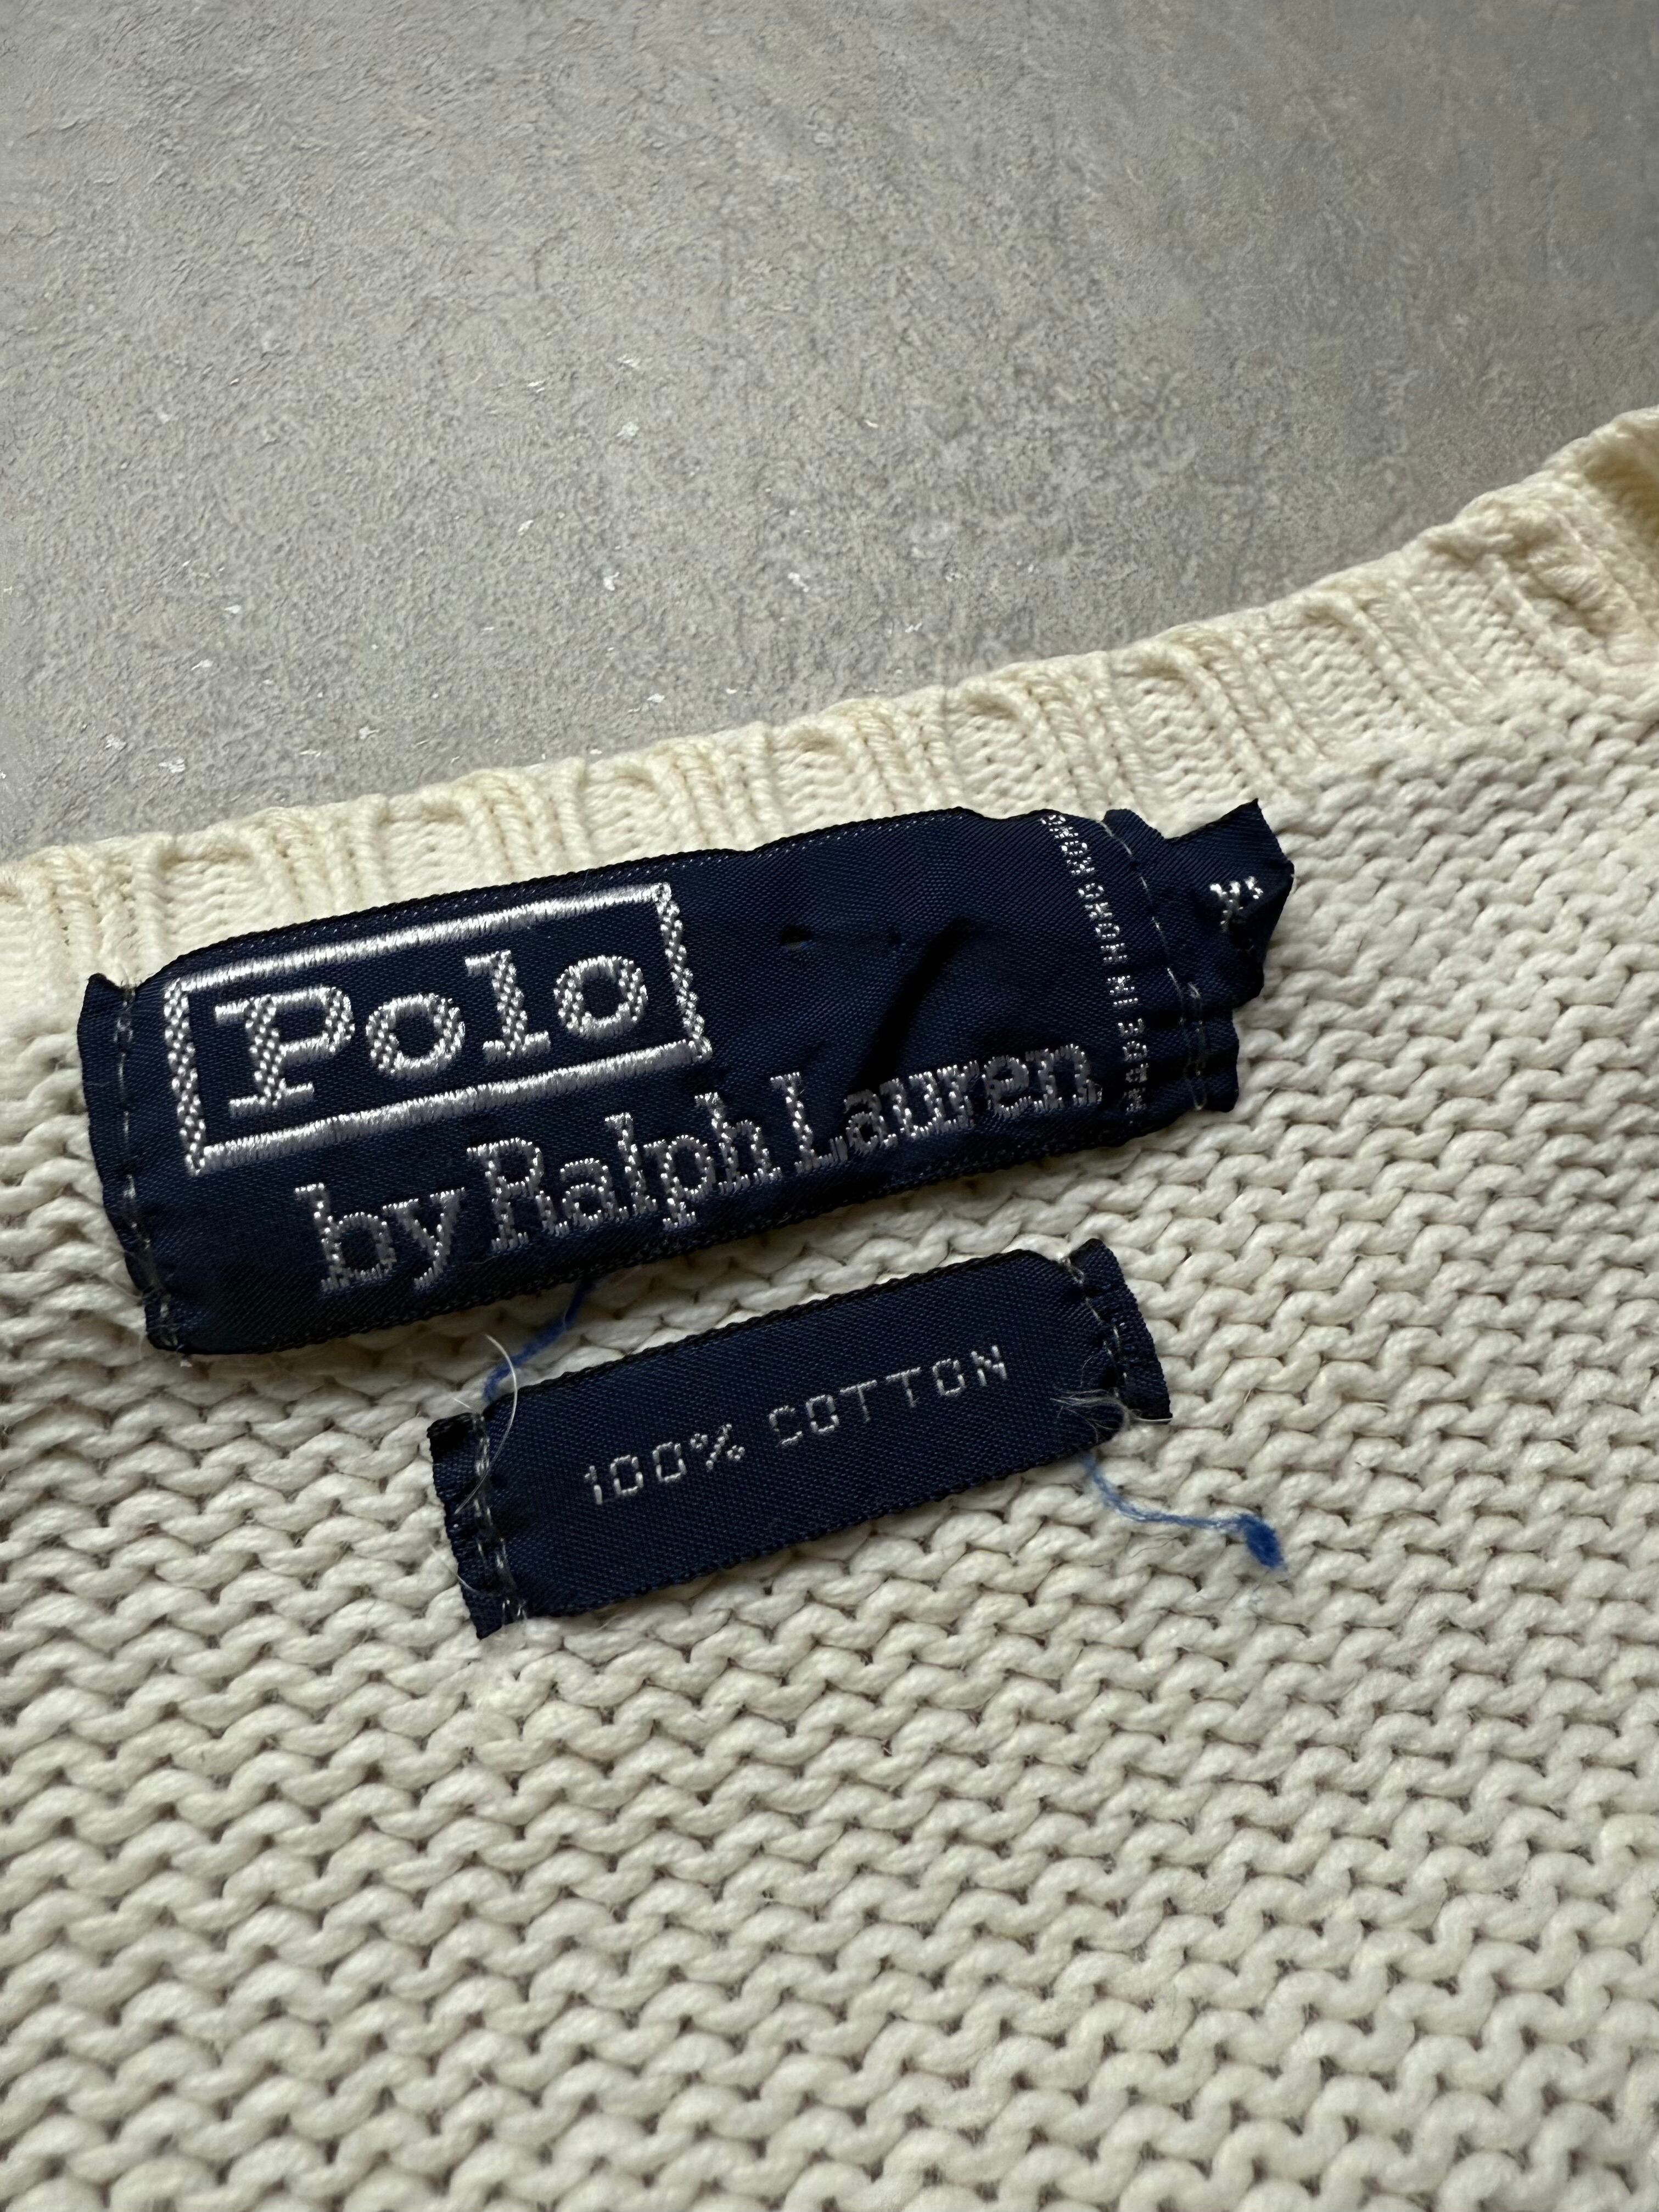 Polo
by Ralph Lauren
MADE IN HONG KONG
100% COTTON